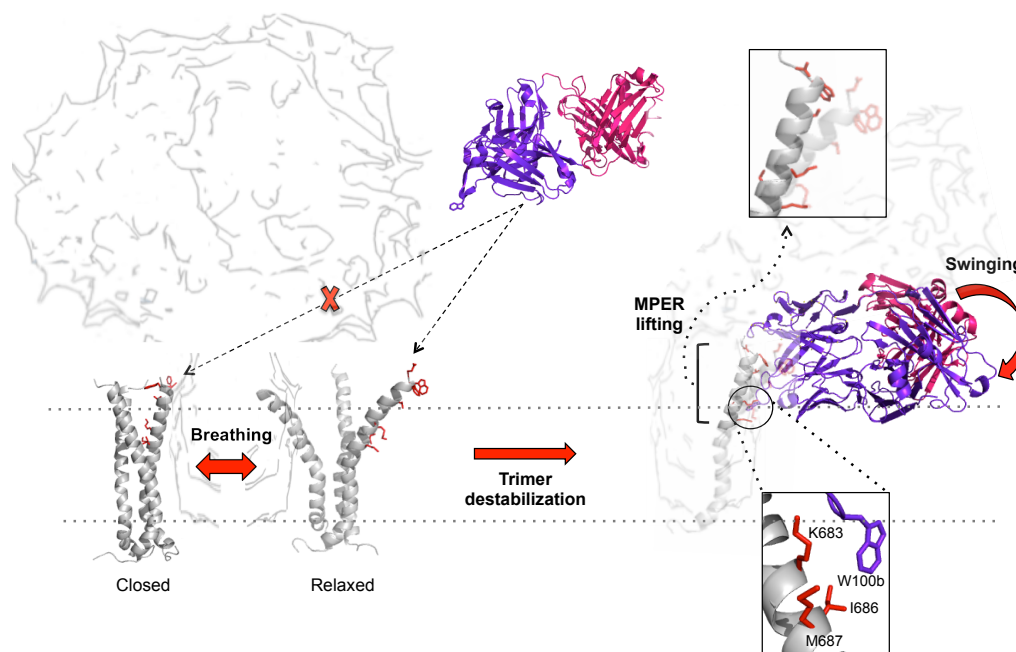 Swinging
MPER
lifting
Breathing
Trimer
destabilization
Closed
Relaxed
K683
W100b
I686
M687